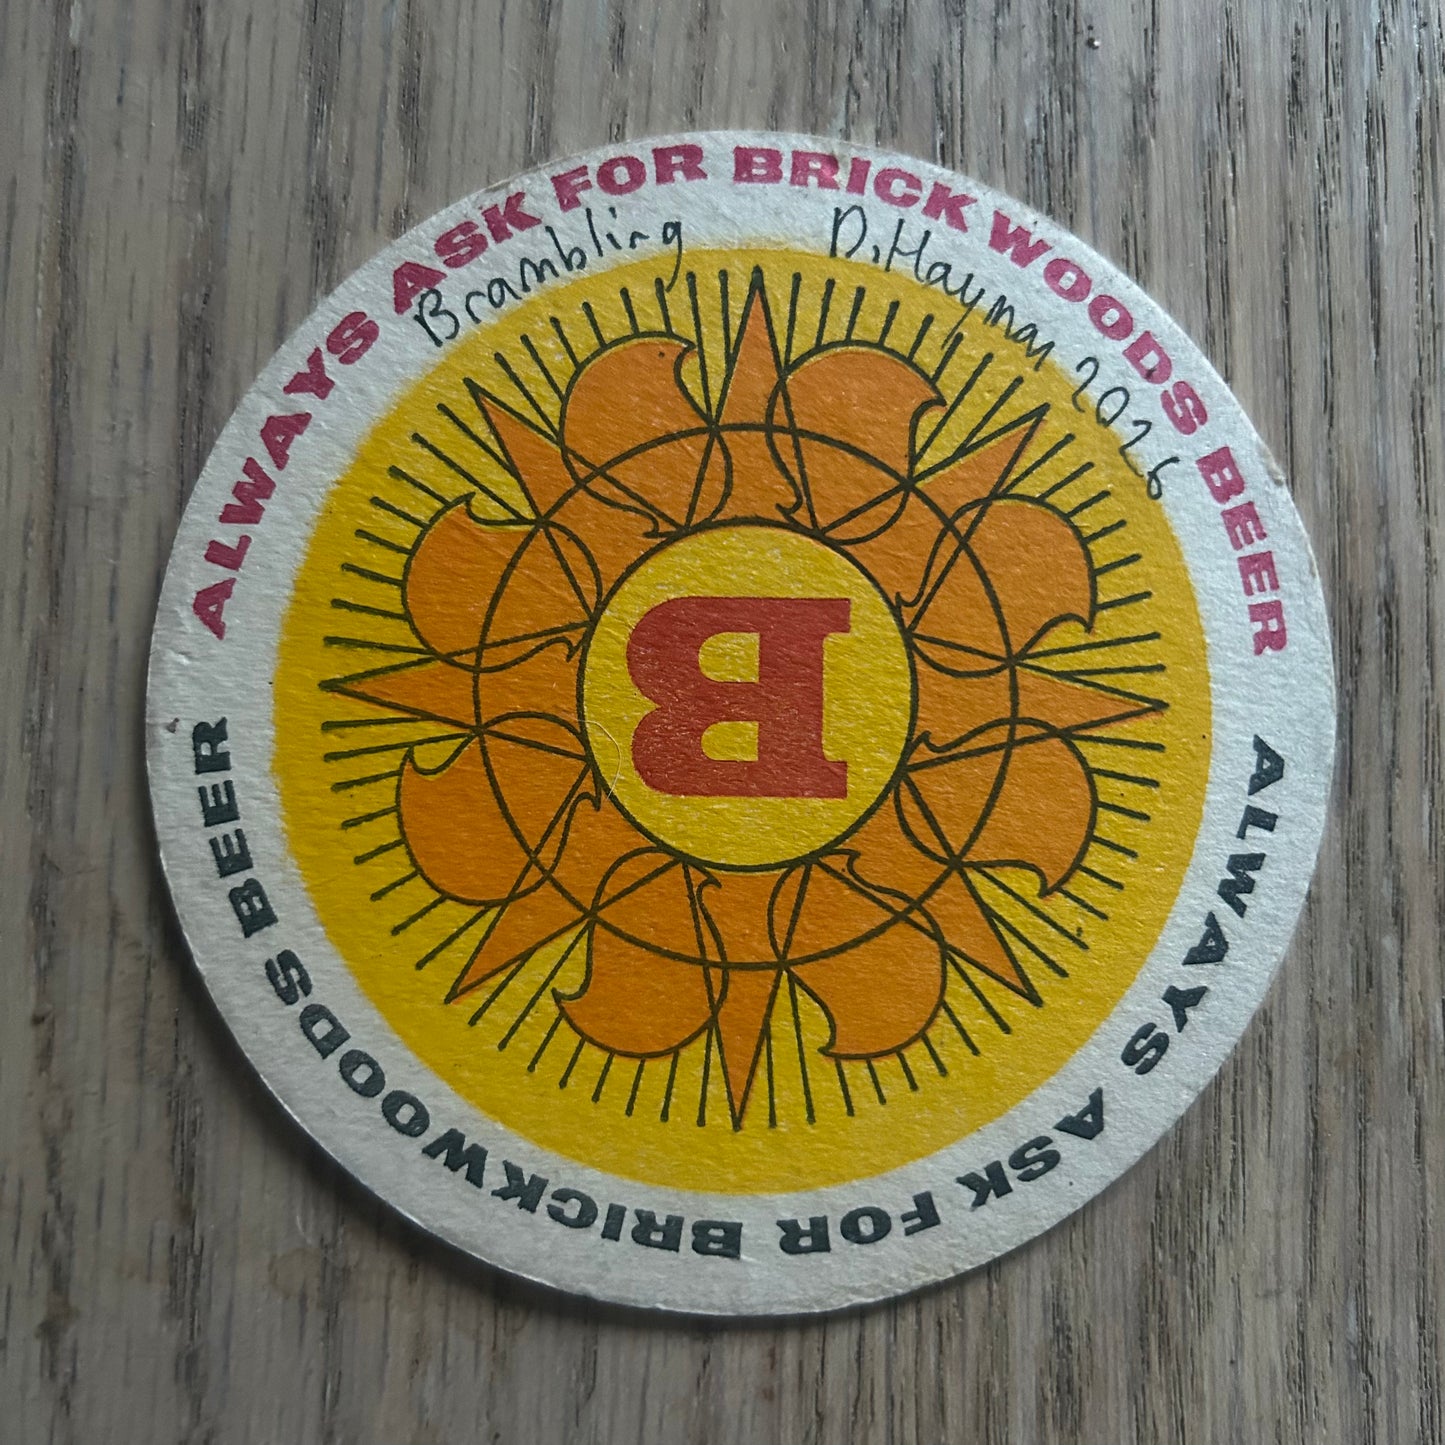 ALWAYS ASK FOR BRICKWOODS BEER
Brambling
D. Hayman 2026
B
ALWAYS ASK FOR BRICKWOODS BEER